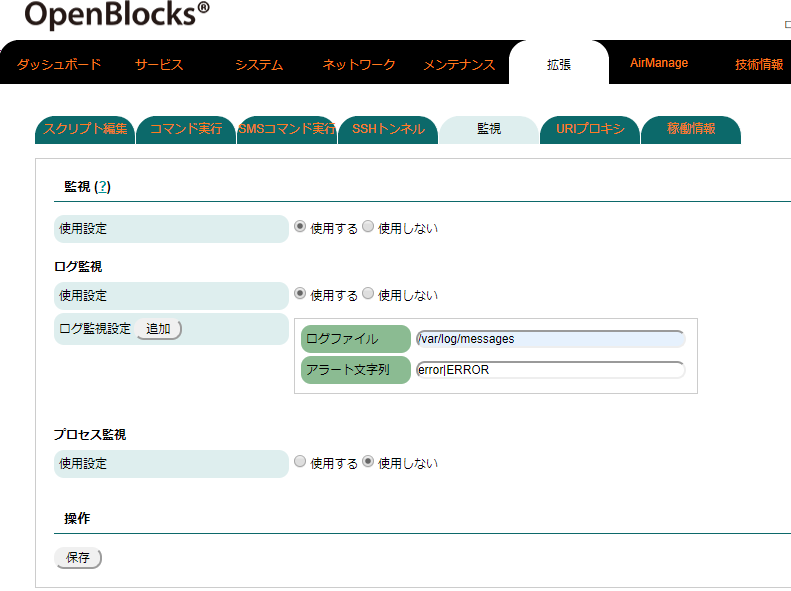 OpenBlocks®
ダッシュボード サービス システム ネットワーク メンテナンス 拡張 AirManage 技術情報
スクリプト編集 コマンド実行 SMSコマンド実行 SSHトンネル 監視 URIプロキシ 稼働情報
監視 (?)
使用設定 使用する 使用しない
ログ監視
使用設定 使用する 使用しない
ログ監視設定 追加
ログファイル /var/log/messages
アラート文字列 error|ERROR
プロセス監視
使用設定 使用する 使用しない
操作
保存